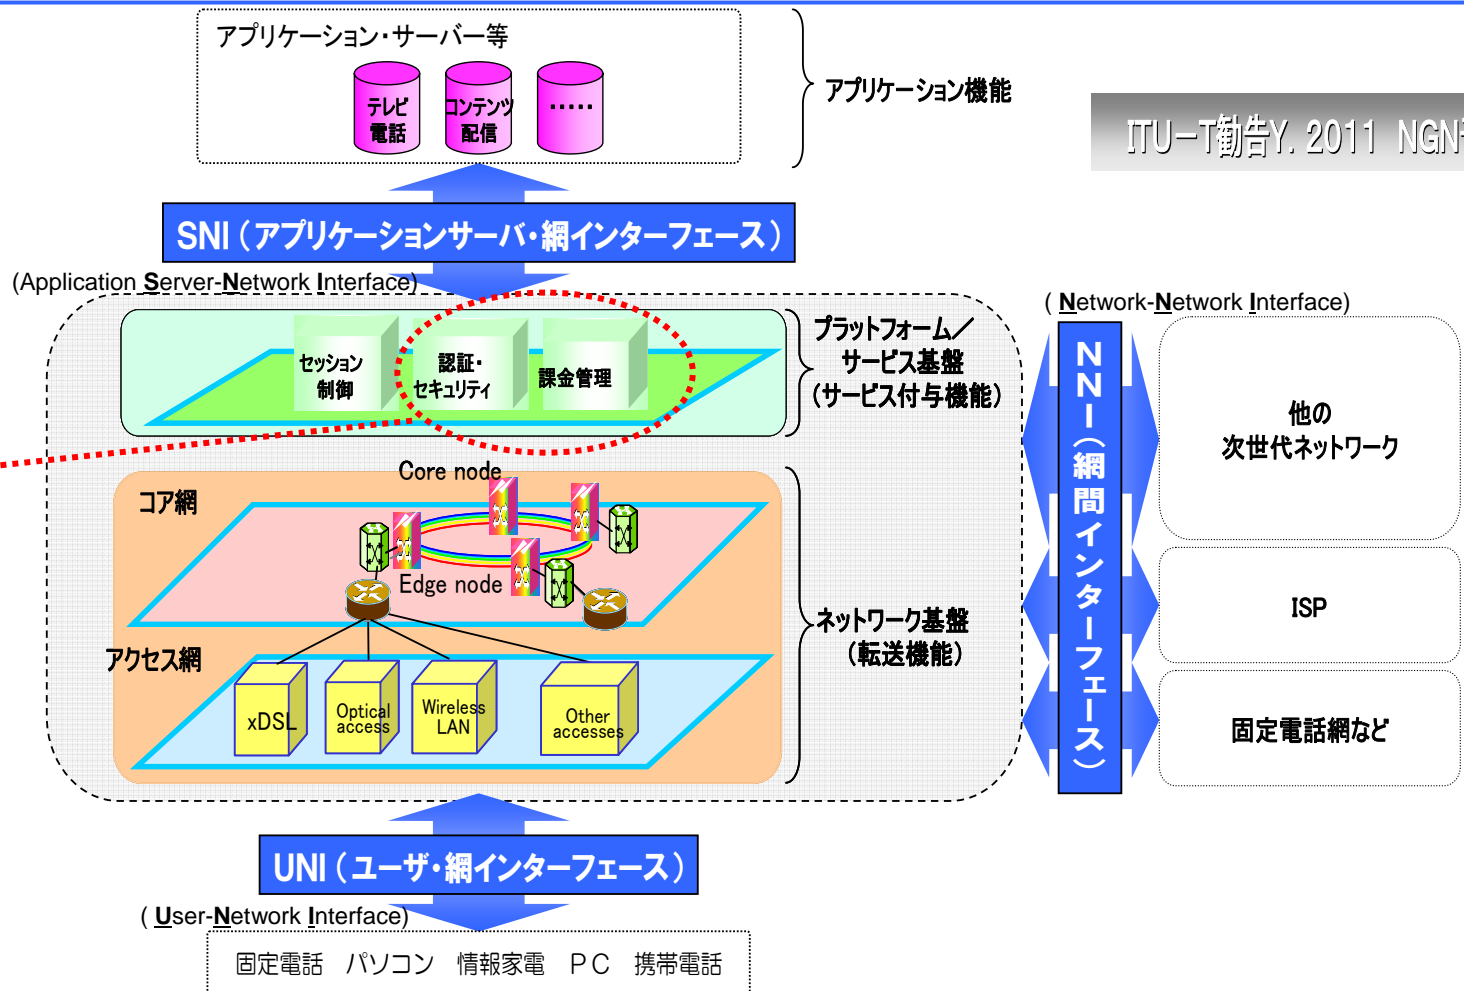 アプリケーション・サーバー等
テレビ
電話
コンテンツ
配信
・・・・・
アプリケーション機能
ITU－T勧告Y. 2011 NGN
SNI（アプリケーションサーバ・網インターフェース）
(Application Server-Network Interface)
セッション
制御
認証・
セキュリティ
課金管理
プラットフォーム／
サービス基盤
（サービス付与機能）
コア網
Core node
Edge node
アクセス網
xDSL
Optical
access
Wireless
LAN
Other
accesses
ネットワーク基盤
（転送機能）
( Network-Network Interface)
NNI（網間インターフェース）
他の
次世代ネットワーク
ISP
固定電話網など
UNI（ユーザ・網インターフェース）
( User-Network Interface)
固定電話　パソコン　情報家電　ＰＣ　携帯電話